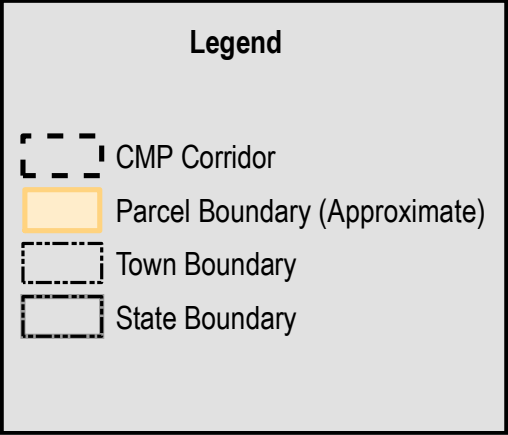 Legend
CMP Corridor
Parcel Boundary (Approximate)
Town Boundary
State Boundary